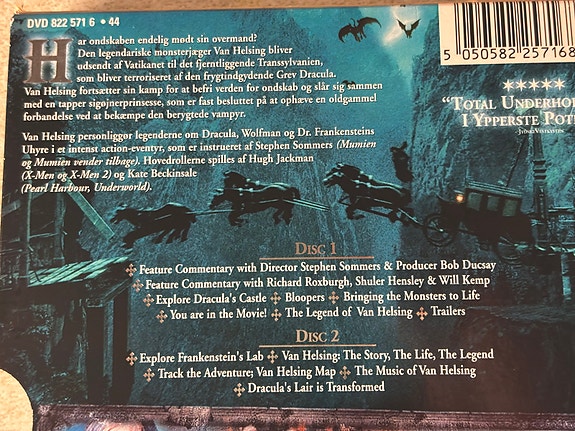 DVD 822 571 6 • 44
Har ondskaben endelig mødt sin overmand?
Den legendariske monsterjæger Van Helsing bliver
udsendt af Vatikanet til det fjerntliggende Transsylvanien,
som bliver terroriseret af den frygtindgydende Grev Dracula.
Van Helsing fortsætter sin kamp for at befri verden for ondskab og slår sig sammen
med en tapper sigøjnerprinsesse, som er fast besluttet på at ophæve en oldgammel
forbandelse ved at bekæmpe den berygtede vampyr.
Van Helsing personliggør legenderne om Dracula, Wolfman og Dr. Frankensteins
Uhyre i et intenst action-eventyr, som er instrueret af Stephen Sommers (Mumien
og Mumien vender tilbage). Hovedrollerne spilles af Hugh Jackman
(X-Men og X-Men 2) og Kate Beckinsale
(Pearl Harbour, Underworld).
5 050582 257168
★★★★★
"TOTAL UNDERHOL
I YPPERSTE POT
JYDSKE VESTKYSTEN
DISC 1
Feature Commentary with Director Stephen Sommers & Producer Bob Ducsay
Feature Commentary with Richard Roxburgh, Shuler Hensley & Will Kemp
Explore Dracula's Castle Bloopers Bringing the Monsters to Life
You are in the Movie! The Legend of Van Helsing Trailers
DISC 2
Explore Frankenstein's Lab Van Helsing: The Story, The Life, The Legend
Track the Adventure; Van Helsing Map The Music of Van Helsing
Dracula's Lair is Transformed